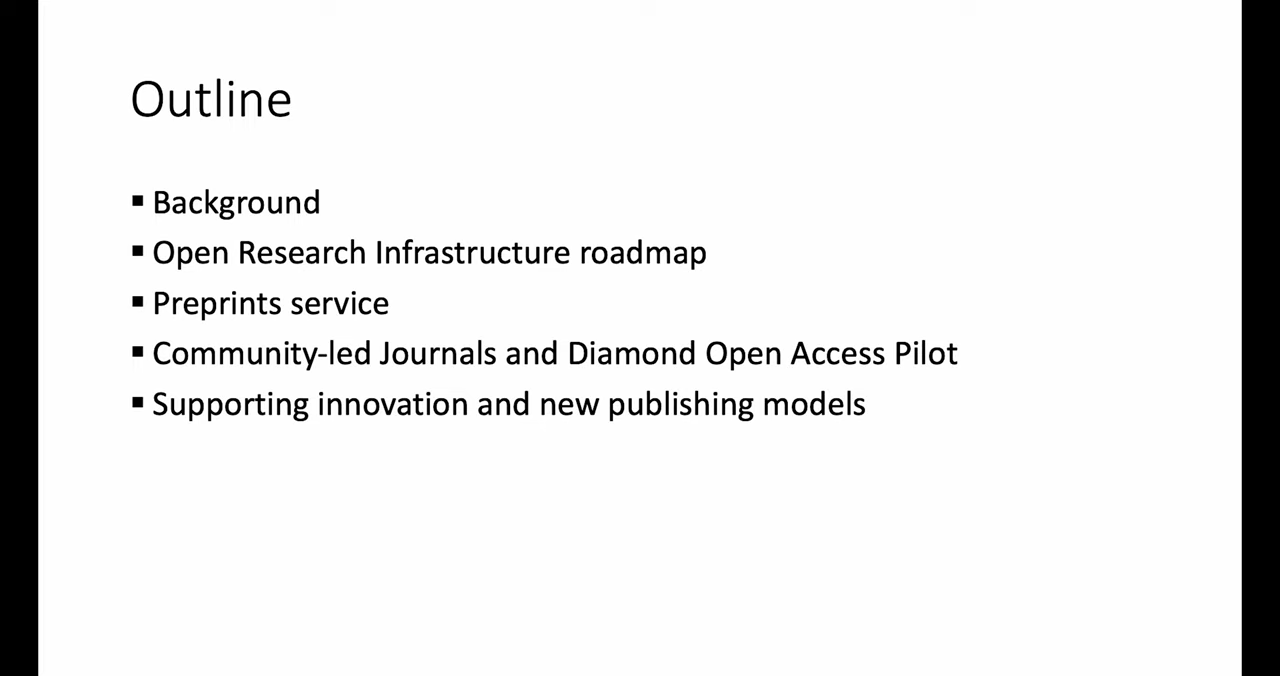 Outline
▪ Background
▪ Open Research Infrastructure roadmap
▪ Preprints service
▪ Community-led Journals and Diamond Open Access Pilot
▪ Supporting innovation and new publishing models